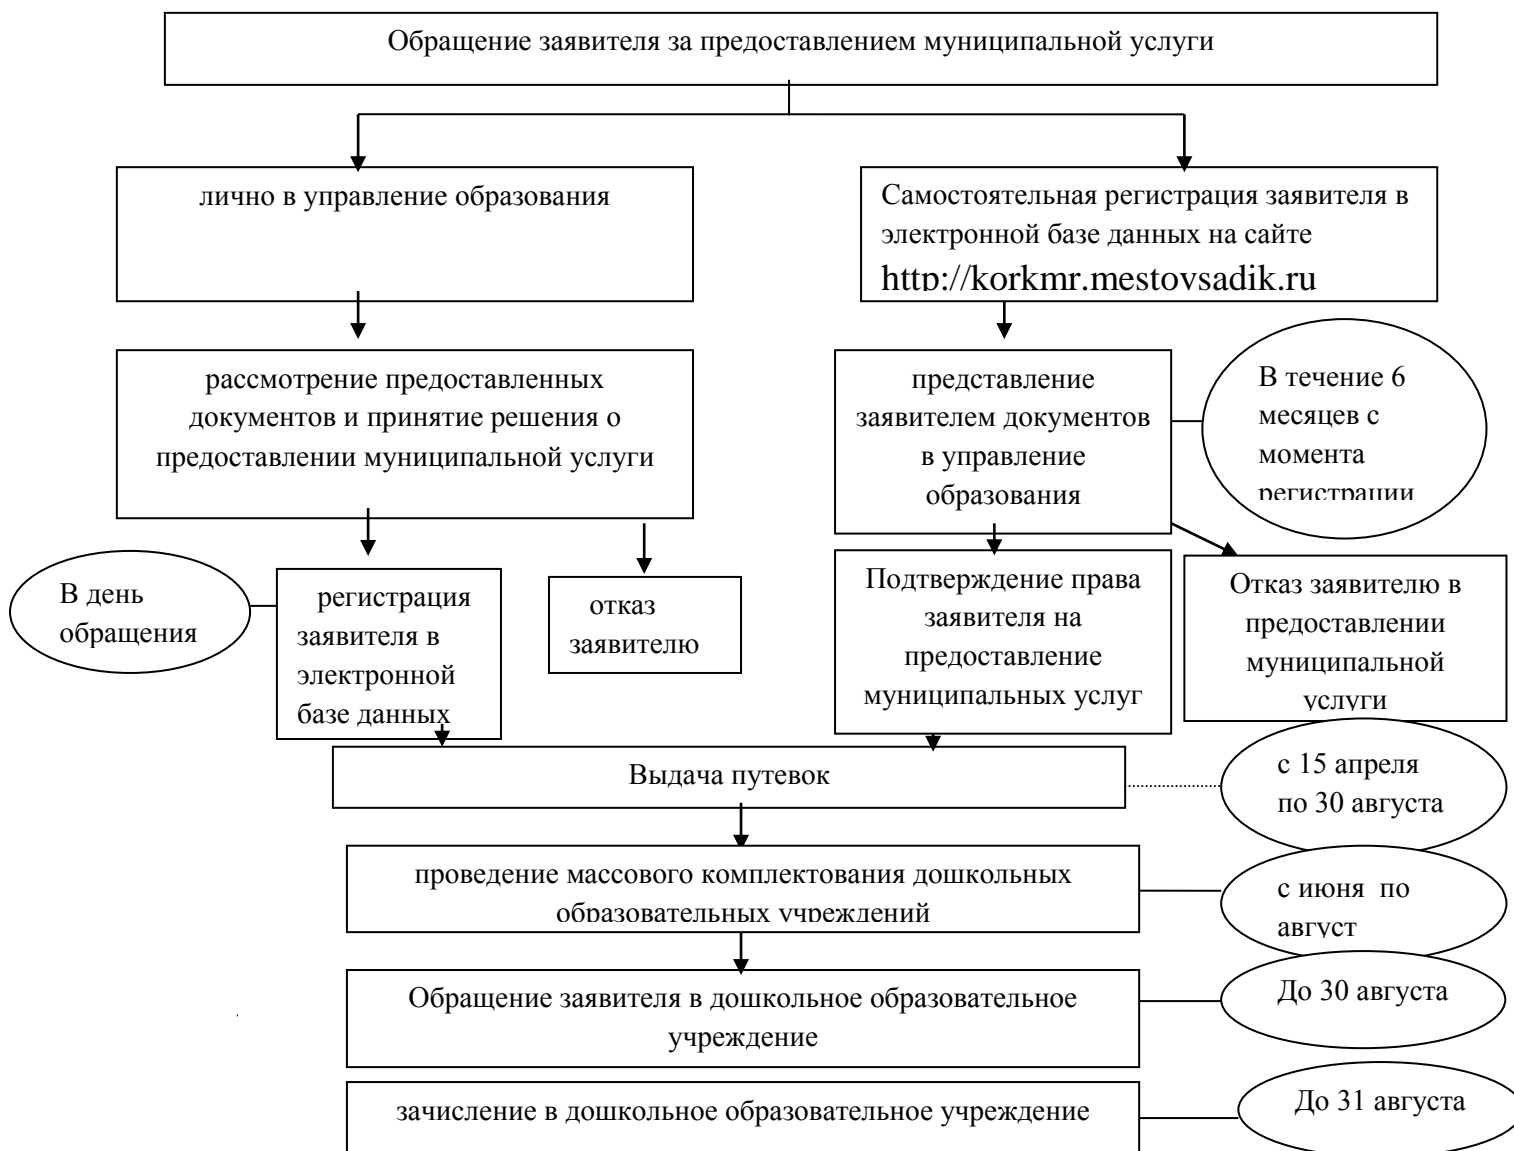 Обращение заявителя за предоставлением муниципальной услуги
лично в управление образования
Самостоятельная регистрация заявителя в
электронной базе данных на сайте
http://korkmr.mestovsadik.ru
рассмотрение предоставленных
документов и принятие решения о
предоставлении муниципальной услуги
представление
заявителем документов
в управление
образования
В течение 6
месяцев с
момента
регистрации
В день
обращения
регистрация
заявителя в
электронной
базе данных
отказ
заявителю
Подтверждение права
заявителя на
предоставление
муниципальных услуг
Отказ заявителю в
предоставлении
муниципальной
услуги
Выдача путевок
с 15 апреля
по 30 августа
проведение массового комплектования дошкольных
образовательных учреждений
с июня по
август
Обращение заявителя в дошкольное образовательное
учреждение
До 30 августа
зачисление в дошкольное образовательное учреждение
До 31 августа